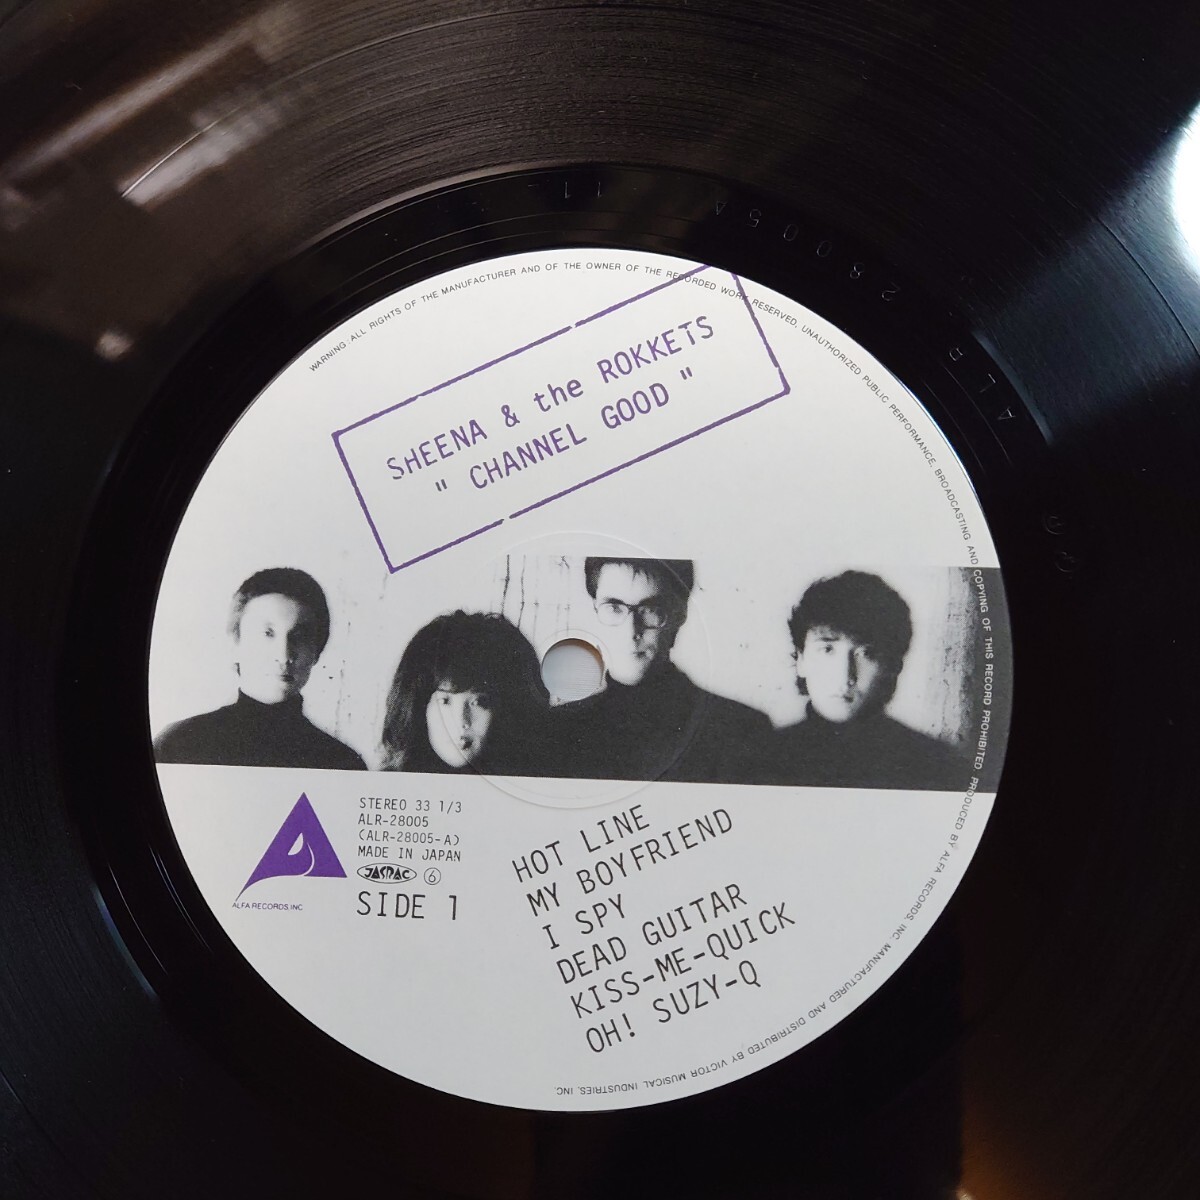 WARNING: ALL RIGHTS OF THE MANUFACTURER AND OF THE OWNER OF THE RECORDED WORK RESERVED. UNAUTHORIZED PUBLIC PERFORMANCE, BROADCASTING AND COPYING OF THIS RECORD PROHIBITED. PRODUCED BY ALFA RECORDS, INC. MANUFACTURED AND DISTRIBUTED BY VICTOR MUSICAL INDUSTRIES, INC.
SHEENA & the ROKKETS
" CHANNEL GOOD "
STEREO 33 1/3
ALR-28005
(ALR-28005-A)
MADE IN JAPAN
JASRAC ⑥
SIDE 1
ALFA RECORDS, INC
HOT LINE
MY BOYFRIEND
I SPY
DEAD GUITAR
KISS-ME-QUICK
OH! SUZY-Q